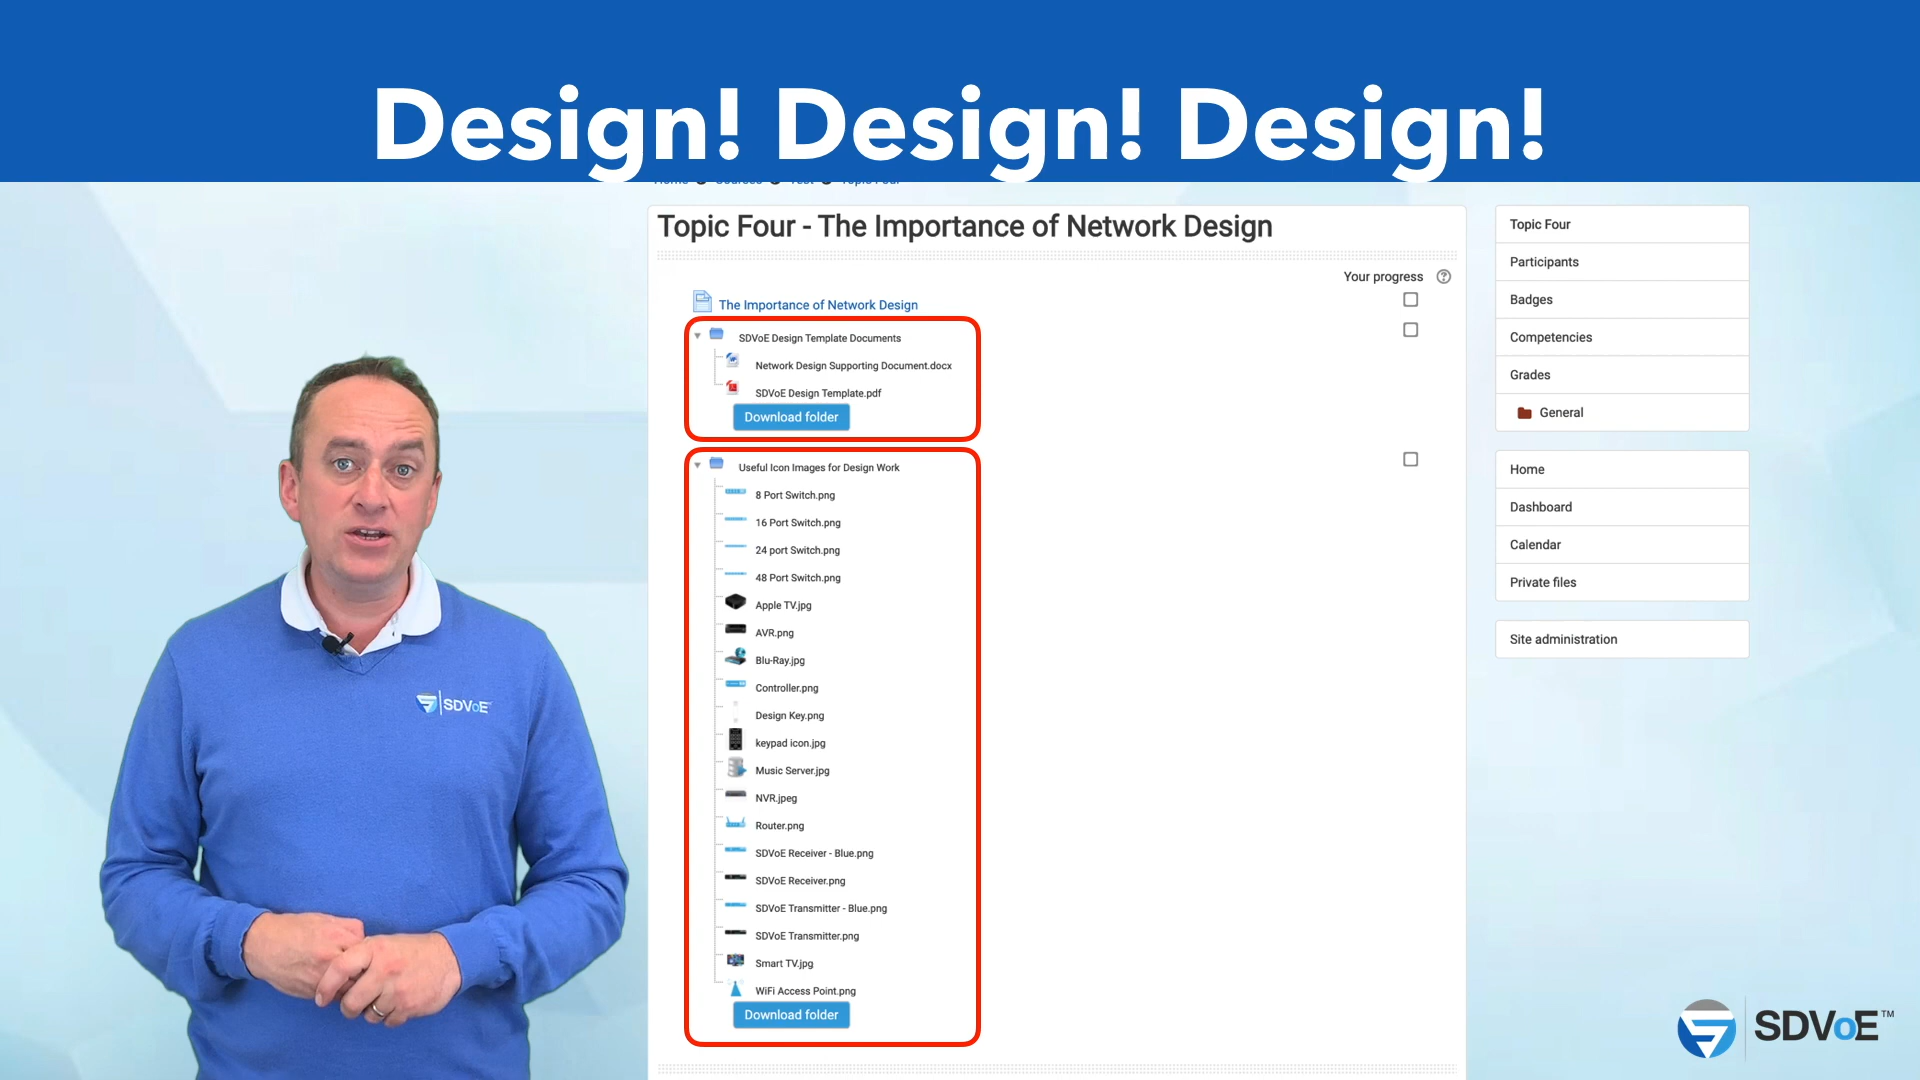 Design! Design! Design!
Topic Four - The Importance of Network Design
Your progress
The Importance of Network Design
SDVoE Design Template Documents
Network Design Supporting Document.docx
SDVoE Design Template.pdf
Download folder
Useful Icon Images for Design Work
8 Port Switch.png
16 Port Switch.png
24 port Switch.png
48 Port Switch.png
Apple TV.jpg
AVR.png
Blu-Ray.jpg
Controller.png
Design Key.png
keypad icon.jpg
Music Server.jpg
NVR.jpeg
Router.png
SDVoE Receiver - Blue.png
SDVoE Receiver.png
SDVoE Transmitter - Blue.png
SDVoE Transmitter.png
Smart TV.jpg
WiFi Access Point.png
Download folder
Topic Four
Participants
Badges
Competencies
Grades
General
Home
Dashboard
Calendar
Private files
Site administration
SDVoE
SDVoE™